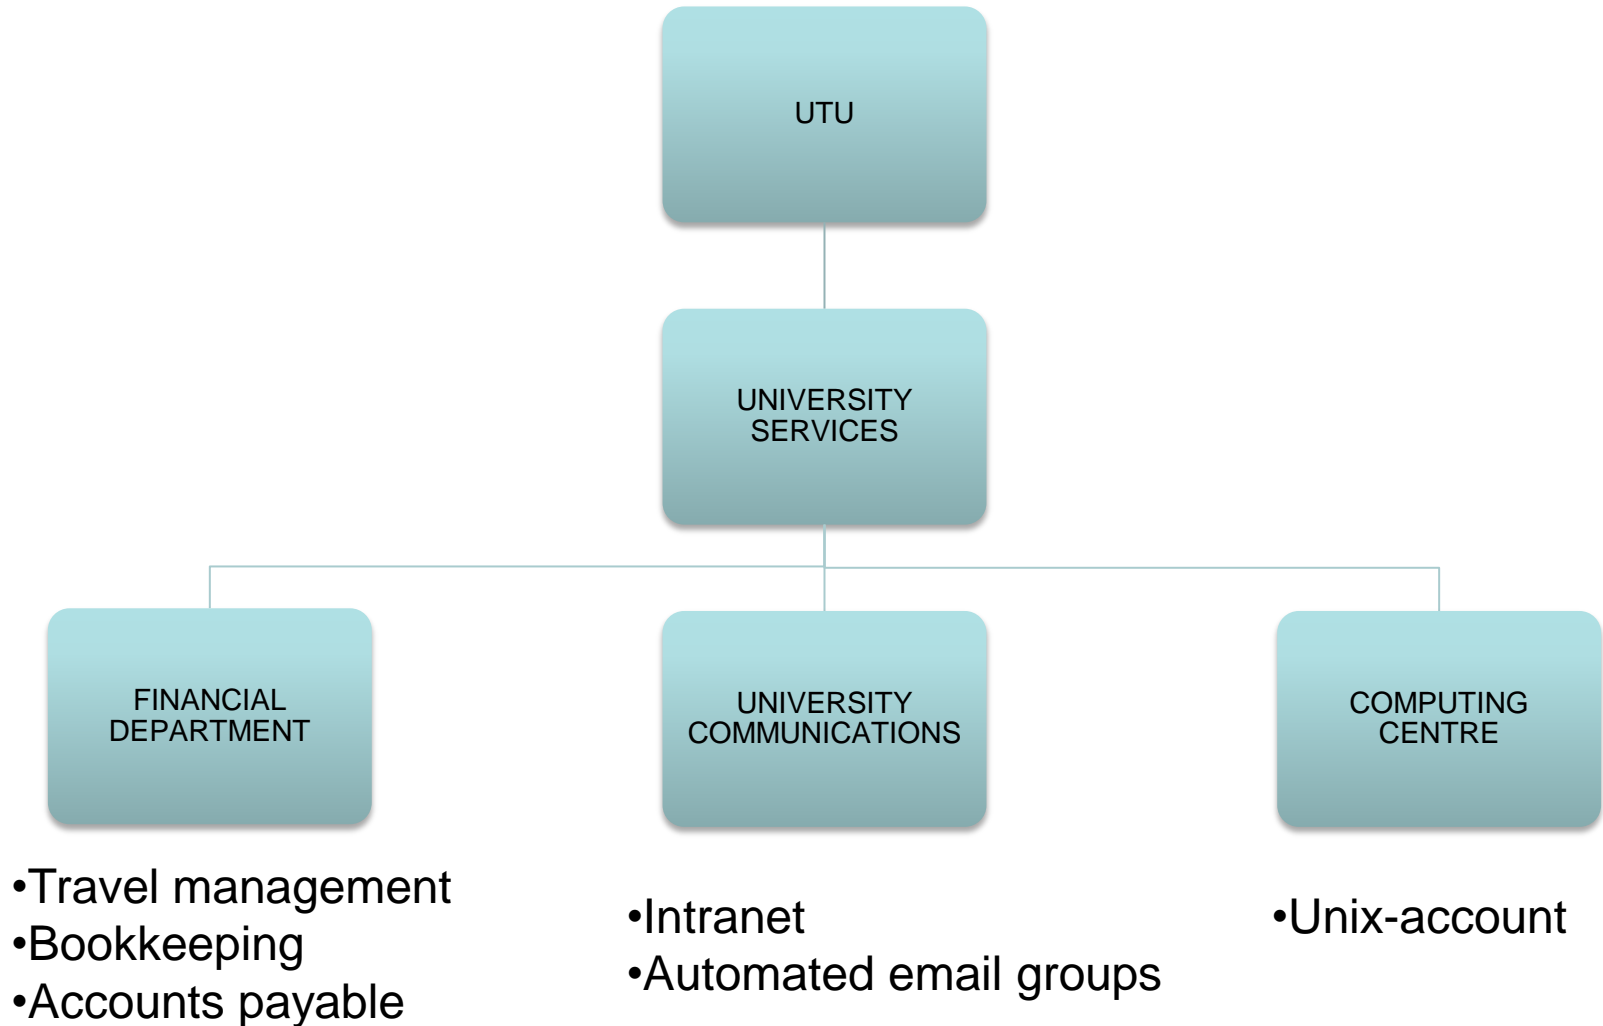 UTU
UNIVERSITY
SERVICES
FINANCIAL
DEPARTMENT
UNIVERSITY
COMMUNICATIONS
COMPUTING
CENTRE
•Travel management
•Bookkeeping
•Accounts payable
•Intranet
•Automated email groups
•Unix-account